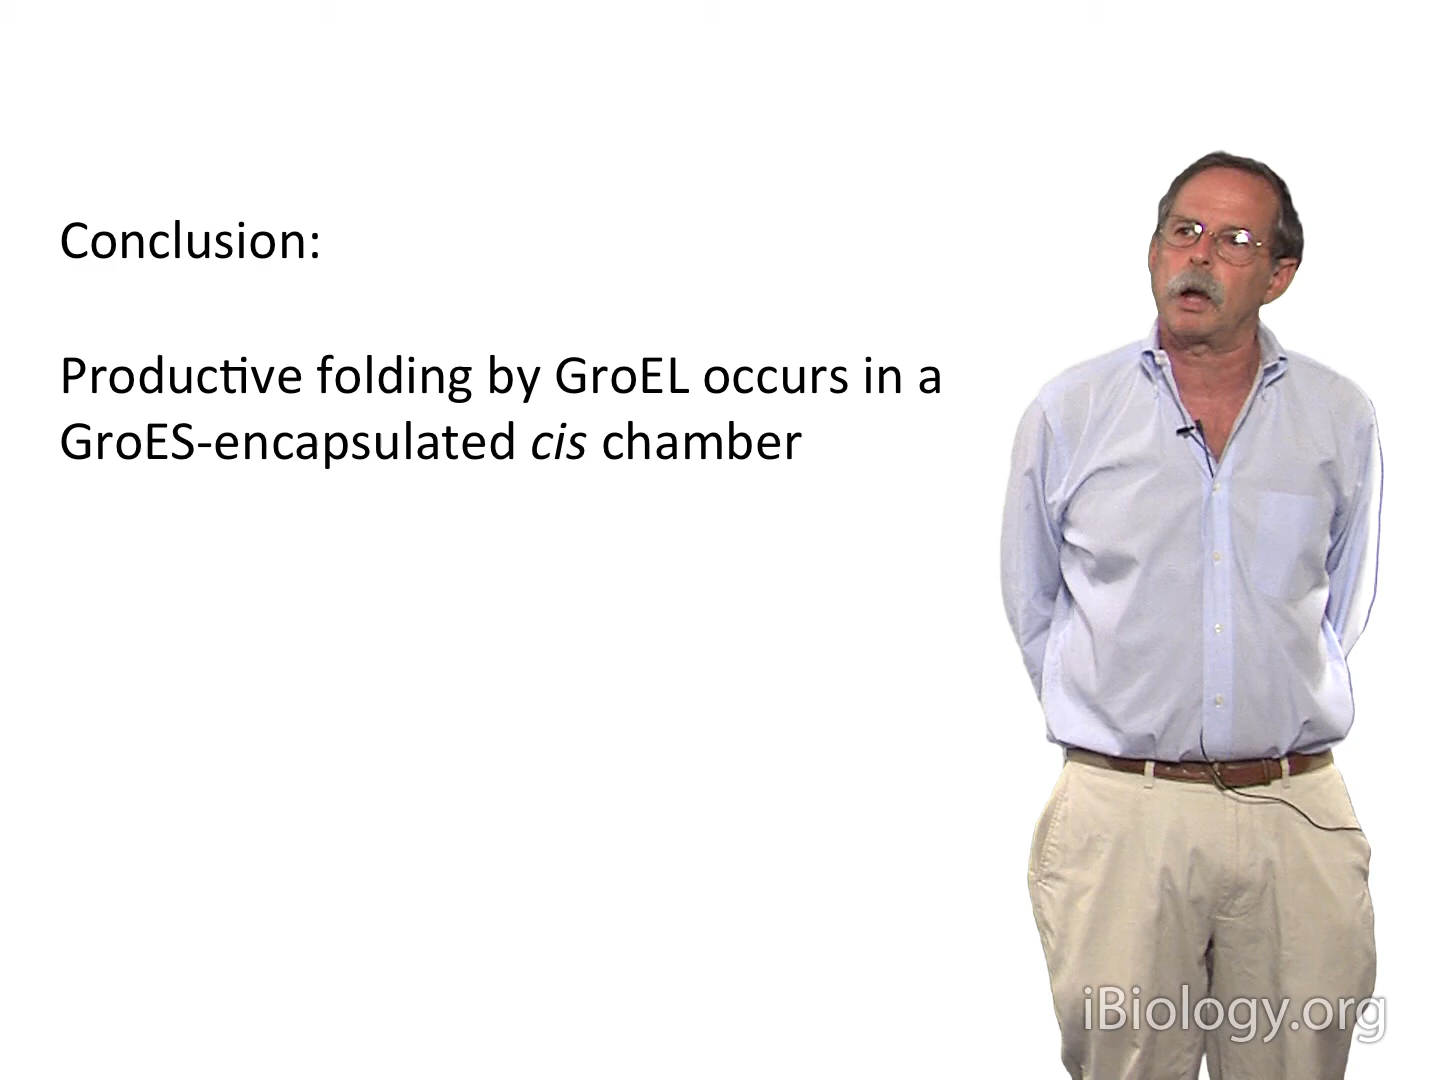 Conclusion:
Productive folding by GroEL occurs in a
GroES-encapsulated cis chamber
iBiology.org